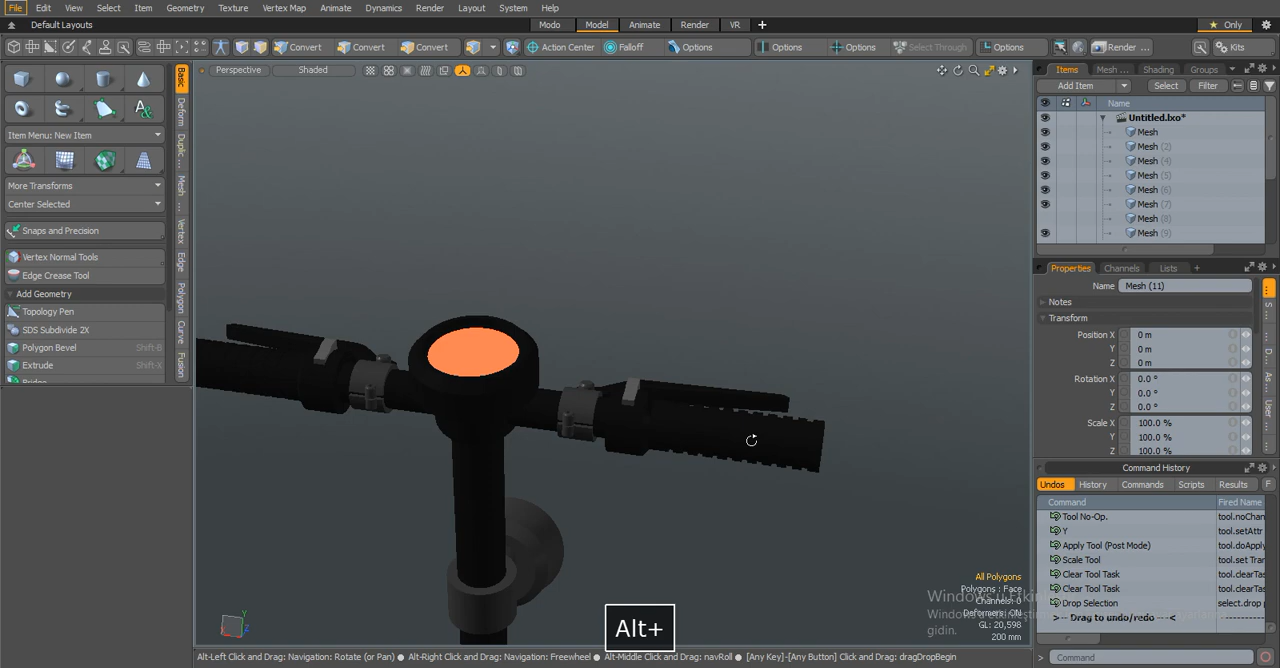 File Edit View Select Item Geometry Texture Vertex Map Animate Dynamics Render Layout System Help
Default Layouts Modo Model Animate Render VR + Only
Convert Convert Convert Action Center Falloff Options Options Options Select Through Options Render ... Kits
Perspective Shaded
Basic
Deform
Duplic ...
Mesh ...
Vertex
Edge
Polygon
Curve
Fusion
Item Menu: New Item
More Transforms
Center Selected
Snaps and Precision
Vertex Normal Tools
Edge Crease Tool
Add Geometry
Topology Pen
SDS Subdivide 2X
Polygon Bevel Shift-B
Extrude Shift-X
Items Mesh ... Shading Groups
Add Item Select Filter
Name
Untitled.lxo*
Mesh
Mesh (2)
Mesh (4)
Mesh (5)
Mesh (6)
Mesh (7)
Mesh (8)
Mesh (9)
Properties Channels Lists +
Name Mesh (11)
Notes
Transform
Position X 0 m
Y 0 m
Z 0 m
Rotation X 0.0 °
Y 0.0 °
Z 0.0 °
Scale X 100.0 %
Y 100.0 %
Z 100.0 %
Command History
Undos History Commands Scripts Results F
Command Fired Name
Tool No-Op. tool.noChan
Y tool.setAttr
Apply Tool (Post Mode) tool.doApply
Scale Tool tool.set Tran
Clear Tool Task tool.clearTas
Clear Tool Task tool.clearTas
Drop Selection select.drop
>-- Drag to undo/redo ---<
All Polygons
Polygons : Face
Channels: 0
Deformers: ON
GL: 20,598
200 mm
Alt+
Alt-Left Click and Drag: Navigation: Rotate (or Pan) ● Alt-Right Click and Drag: Navigation: Freewheel ● Alt-Middle Click and Drag: navRoll ● [Any Key]-[Any Button] Click and Drag: dragDropBegin
> Command